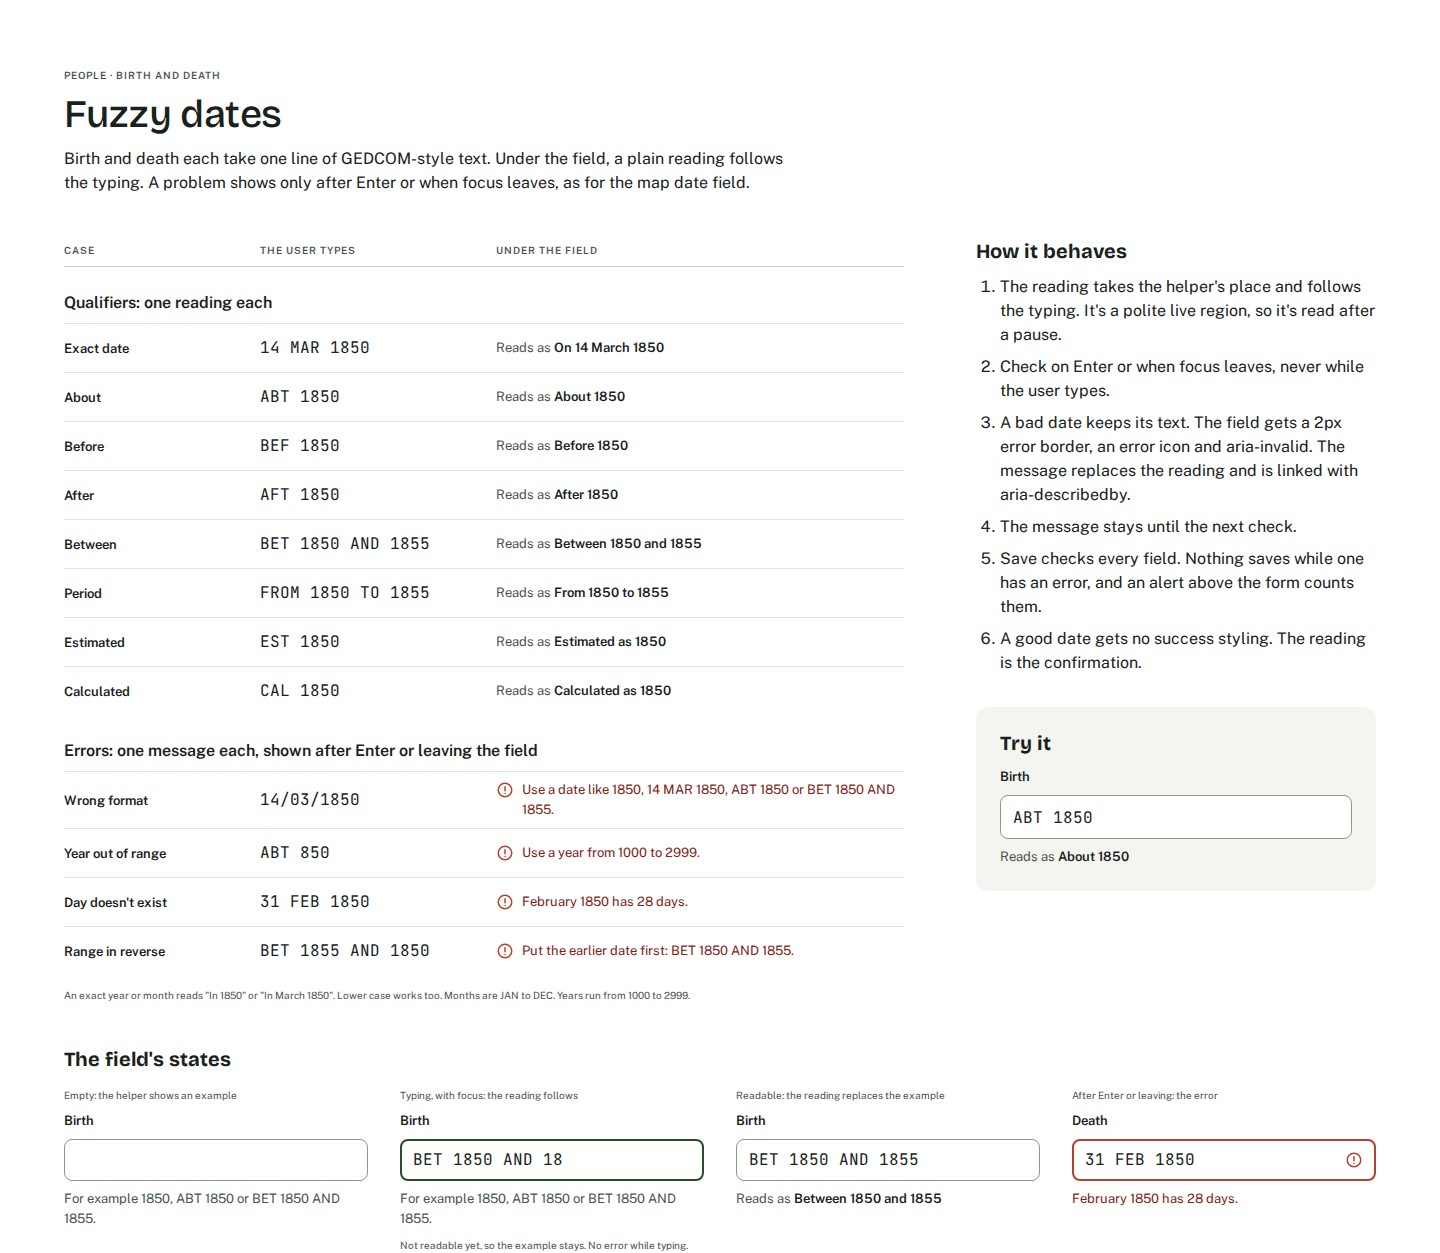 PEOPLE · BIRTH AND DEATH
Fuzzy dates
Birth and death each take one line of GEDCOM-style text. Under the field, a plain reading follows
the typing. A problem shows only after Enter or when focus leaves, as for the map date field.
CASE THE USER TYPES UNDER THE FIELD
Qualifiers: one reading each
Exact date 14 MAR 1850 Reads as On 14 March 1850
About ABT 1850 Reads as About 1850
Before BEF 1850 Reads as Before 1850
After AFT 1850 Reads as After 1850
Between BET 1850 AND 1855 Reads as Between 1850 and 1855
Period FROM 1850 TO 1855 Reads as From 1850 to 1855
Estimated EST 1850 Reads as Estimated as 1850
Calculated CAL 1850 Reads as Calculated as 1850
Errors: one message each, shown after Enter or leaving the field
Wrong format 14/03/1850 Use a date like 1850, 14 MAR 1850, ABT 1850 or BET 1850 AND
1855.
Year out of range ABT 850 Use a year from 1000 to 2999.
Day doesn't exist 31 FEB 1850 February 1850 has 28 days.
Range in reverse BET 1855 AND 1850 Put the earlier date first: BET 1850 AND 1855.
An exact year or month reads "In 1850" or "In March 1850". Lower case works too. Months are JAN to DEC. Years run from 1000 to 2999.
How it behaves
1. The reading takes the helper's place and follows
the typing. It's a polite live region, so it's read after
a pause.
2. Check on Enter or when focus leaves, never while
the user types.
3. A bad date keeps its text. The field gets a 2px
error border, an error icon and aria-invalid. The
message replaces the reading and is linked with
aria-describedby.
4. The message stays until the next check.
5. Save checks every field. Nothing saves while one
has an error, and an alert above the form counts
them.
6. A good date gets no success styling. The reading
is the confirmation.
Try it
Birth
ABT 1850
Reads as About 1850
The field's states
Empty: the helper shows an example
Birth
For example 1850, ABT 1850 or BET 1850 AND
1855.
Typing, with focus: the reading follows
Birth
BET 1850 AND 18
For example 1850, ABT 1850 or BET 1850 AND
1855.
Not readable yet, so the example stays. No error while typing.
Readable: the reading replaces the example
Birth
BET 1850 AND 1855
Reads as Between 1850 and 1855
After Enter or leaving: the error
Death
31 FEB 1850
February 1850 has 28 days.